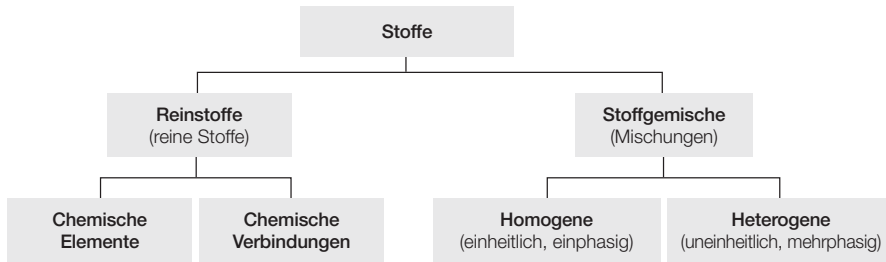 Stoffe
Reinstoffe
(reine Stoffe)
Stoffgemische
(Mischungen)
Chemische
Elemente
Chemische
Verbindungen
Homogene
(einheitlich, einphasig)
Heterogene
(uneinheitlich, mehrphasig)